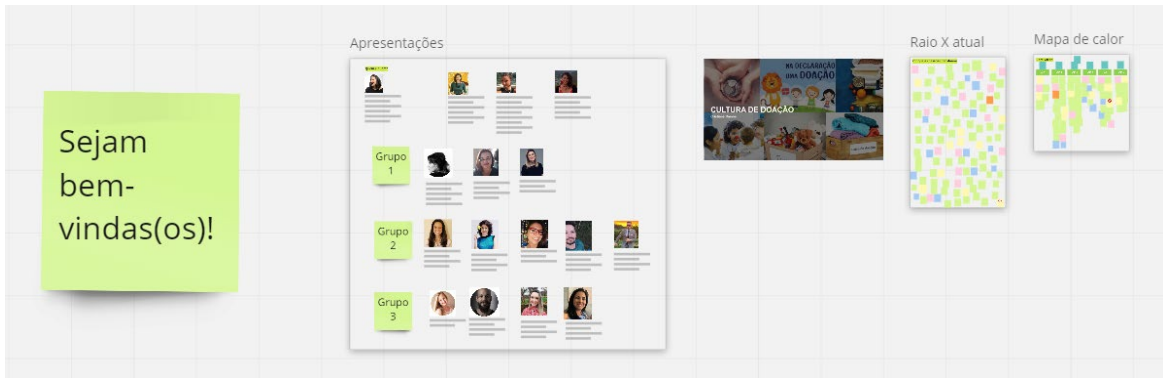 Sejam
bem-
vindas(os)!
Apresentações
Grupo
1
Grupo
2
Grupo
3
NA DECLARAÇÃO
UMA DOAÇÃO
CULTURA DE DOAÇÃO
Raio X atual
Mapa de calor